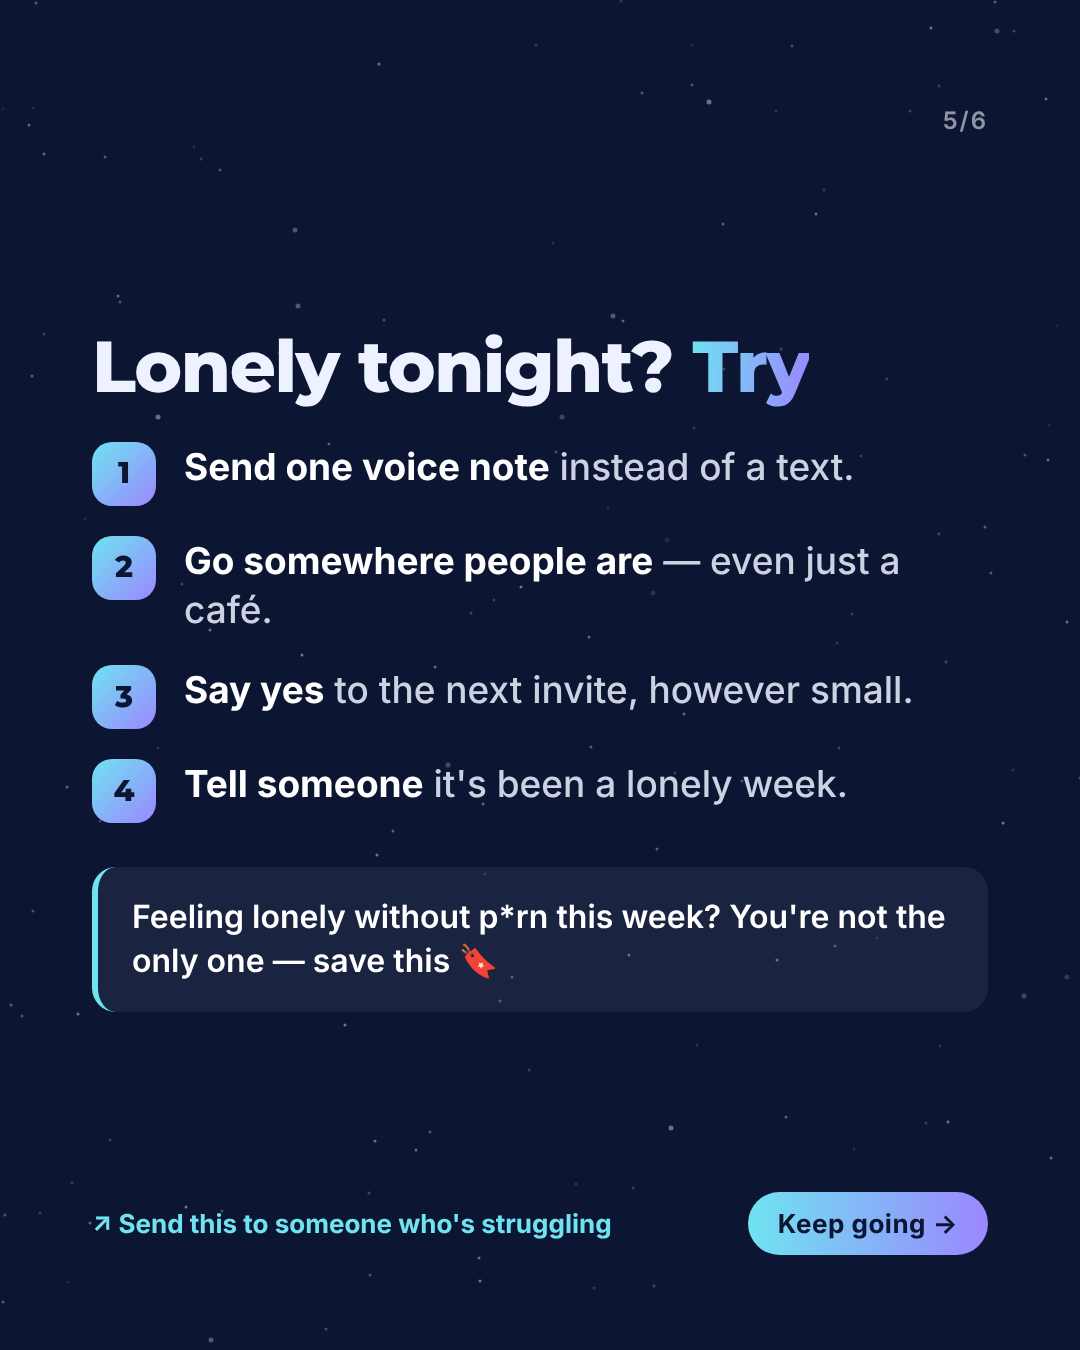 5/6
Lonely tonight? Try
1 Send one voice note instead of a text.
2 Go somewhere people are — even just a
café.
3 Say yes to the next invite, however small.
4 Tell someone it's been a lonely week.
Feeling lonely without p*rn this week? You're not the
only one — save this 🔖
↗ Send this to someone who's struggling
Keep going →